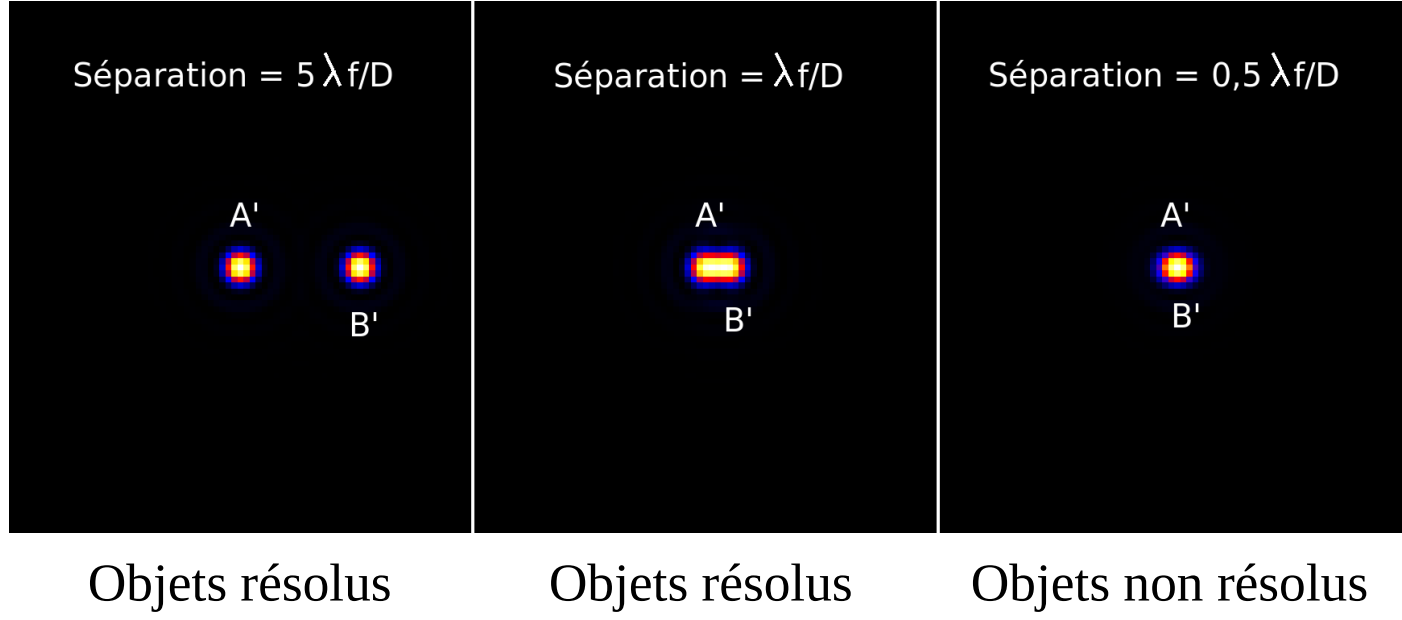 Séparation = 5 λ f/D
A'
B'
Objets résolus
Séparation = λ f/D
A'
B'
Objets résolus
Séparation = 0,5 λ f/D
A'
B'
Objets non résolus